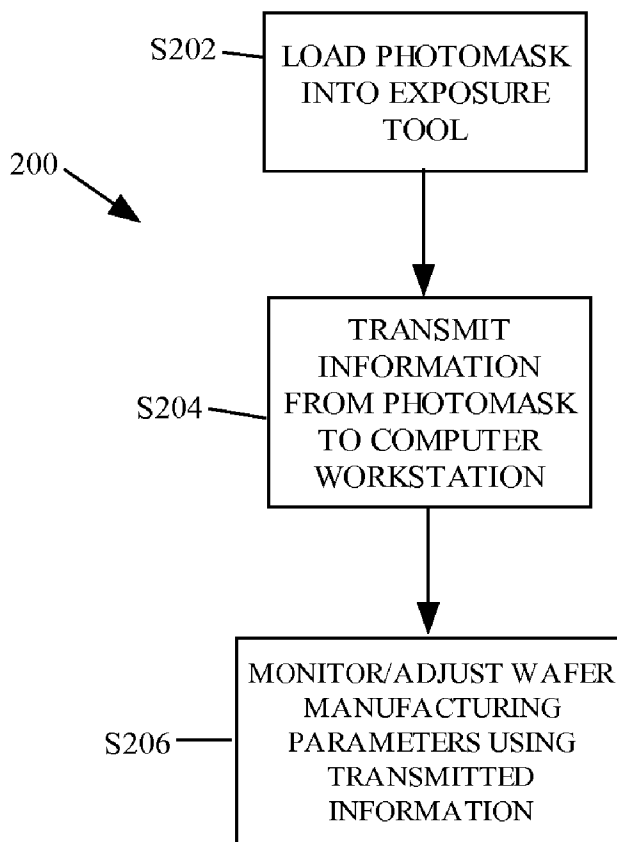 S202
LOAD PHOTOMASK
INTO EXPOSURE
TOOL
200
TRANSMIT
INFORMATION
FROM PHOTOMASK
TO COMPUTER
WORKSTATION
S204
MONITOR/ADJUST WAFER
MANUFACTURING
PARAMETERS USING
TRANSMITTED
INFORMATION
S206